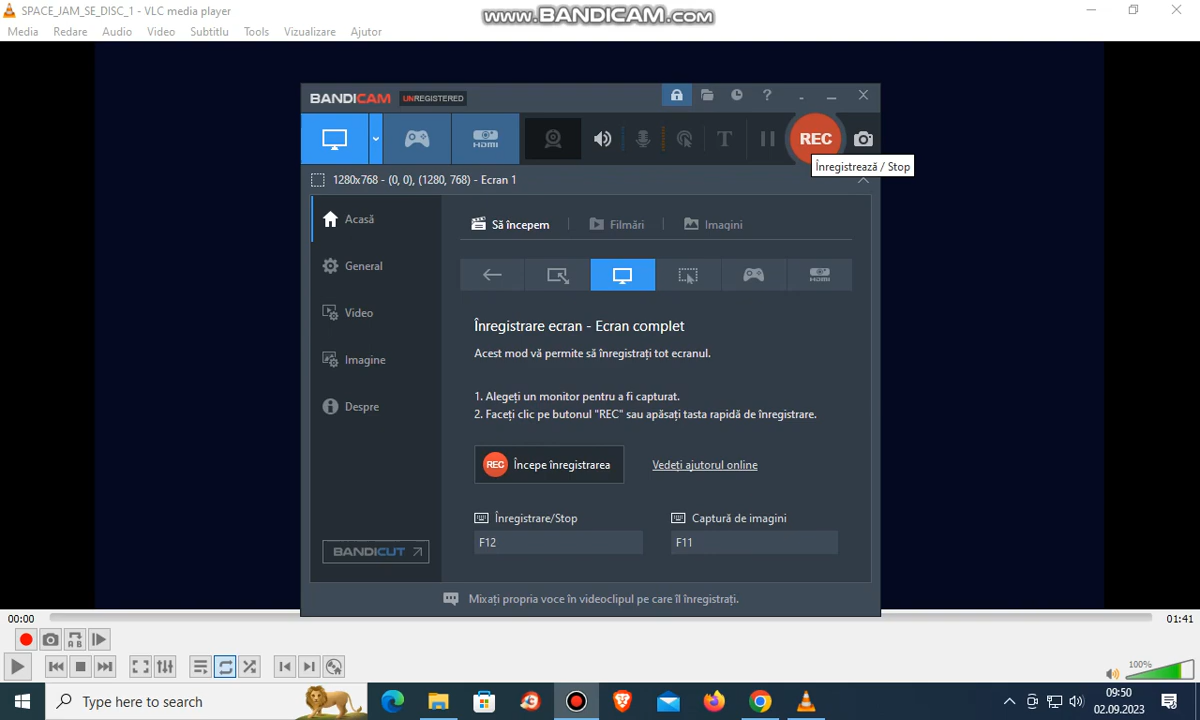 SPACE_JAM_SE_DISC_1 - VLC media player
www.BANDICAM.com
Media Redare Audio Video Subtitlu Tools Vizualizare Ajutor
BANDICAM UNREGISTERED
HDMI
T
REC
Înregistrează / Stop
1280x768 - (0, 0), (1280, 768) - Ecran 1
Acasă
General
Video
Imagine
Despre
BANDICUT
Să începem
Filmări
Imagini
HDMI
Înregistrare ecran - Ecran complet
Acest mod vă permite să înregistrați tot ecranul.
1. Alegeți un monitor pentru a fi capturat.
2. Faceți clic pe butonul "REC" sau apăsați tasta rapidă de înregistrare.
REC Începe înregistrarea
Vedeți ajutorul online
Înregistrare/Stop
Captură de imagini
F12
F11
Mixați propria voce în videoclipul pe care îl înregistrați.
00:00
01:41
A B
100%
Type here to search
09:50
02.09.2023